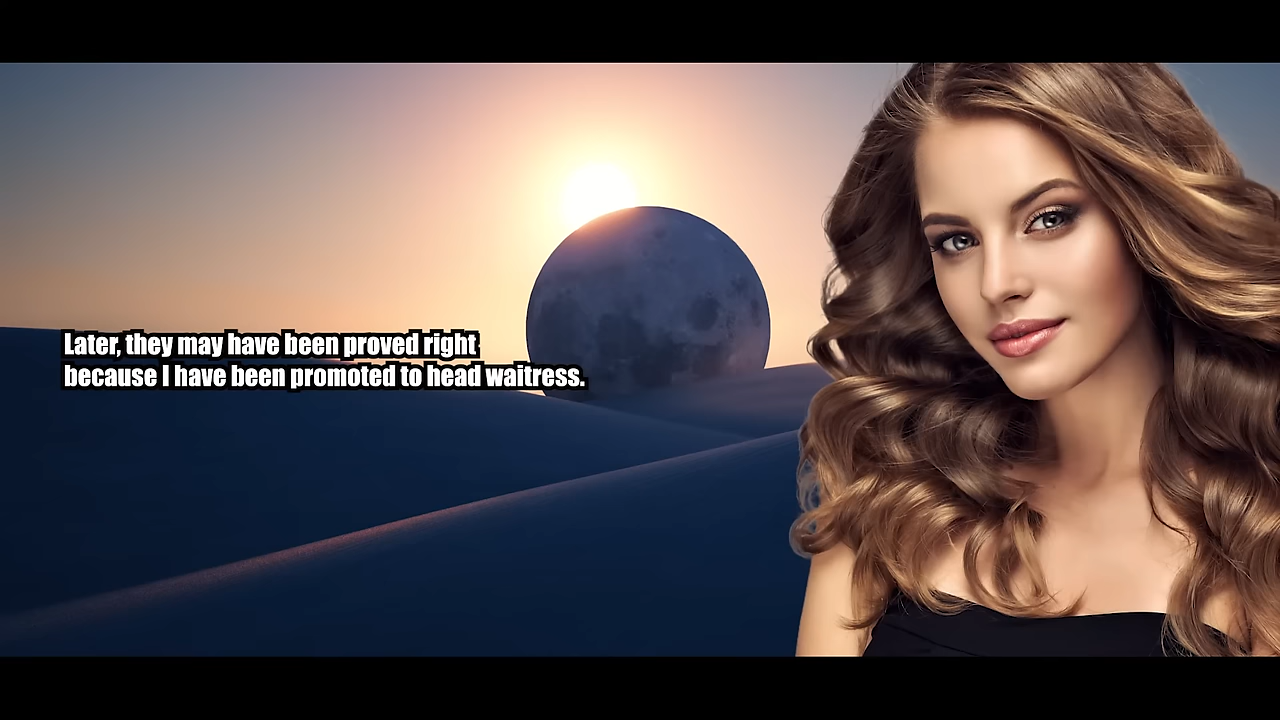 Later, they may have been proved right
because I have been promoted to head waitress.